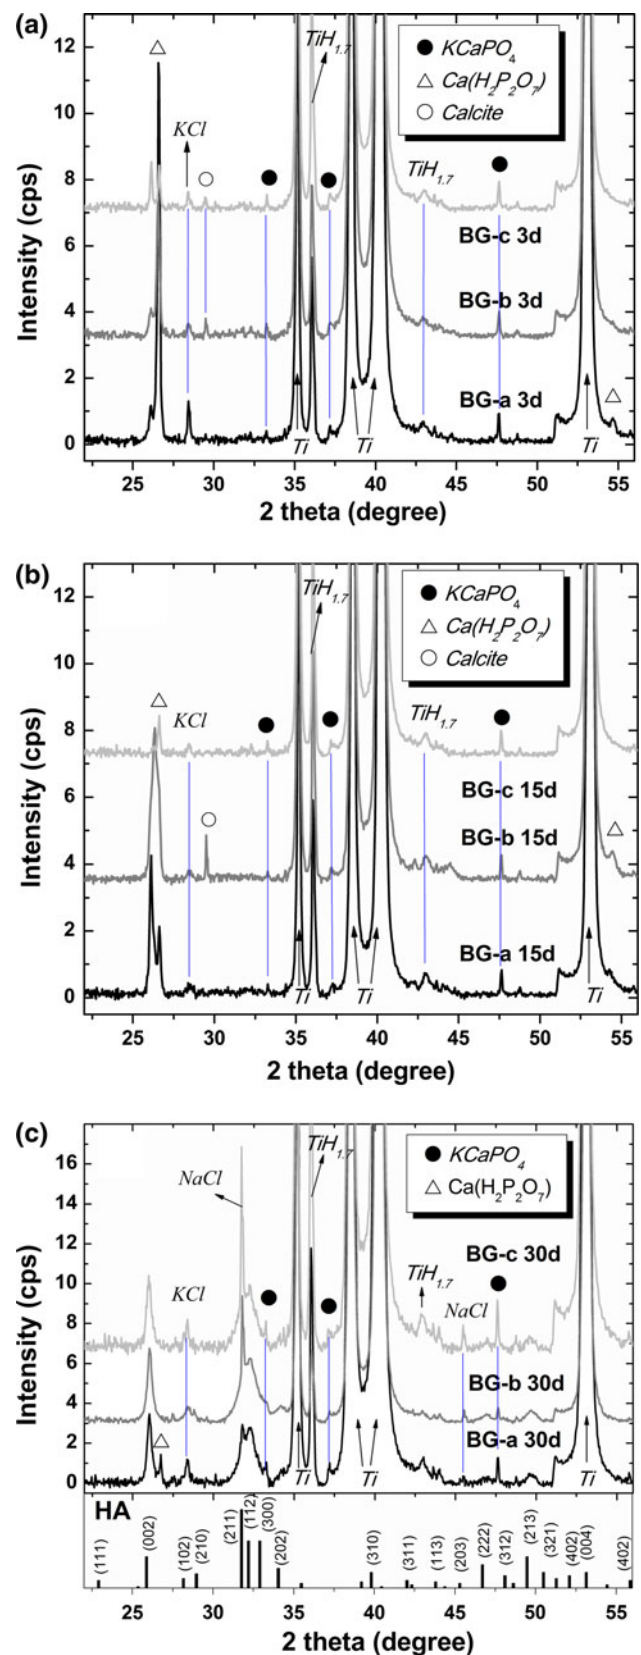 (a)
12
10
8
6
4
2
0
Intensity (cps)
KCl
TiH1.7
● KCaPO4
△ Ca(H2P2O7)
○ Calcite
TiH1.7
BG-c 3d
BG-b 3d
BG-a 3d
Ti
Ti
Ti
25 30 35 40 45 50 55
2 theta (degree)
(b)
12
10
8
6
4
2
0
Intensity (cps)
KCl
TiH1.7
● KCaPO4
△ Ca(H2P2O7)
○ Calcite
TiH1.7
BG-c 15d
BG-b 15d
BG-a 15d
Ti
Ti
Ti
25 30 35 40 45 50 55
2 theta (degree)
(c)
16
14
12
10
8
6
4
2
0
Intensity (cps)
NaCl
KCl
TiH1.7
● KCaPO4
△ Ca(H2P2O7)
BG-c 30d
TiH1.7
NaCl
BG-b 30d
BG-a 30d
Ti
Ti
Ti
HA
(111)
(002)
(102)
(210)
(211)
(112)
(300)
(202)
(310)
(311)
(113)
(203)
(222)
(312)
(213)
(321)
(402)
(004)
(402)
25 30 35 40 45 50 55
2 theta (degree)